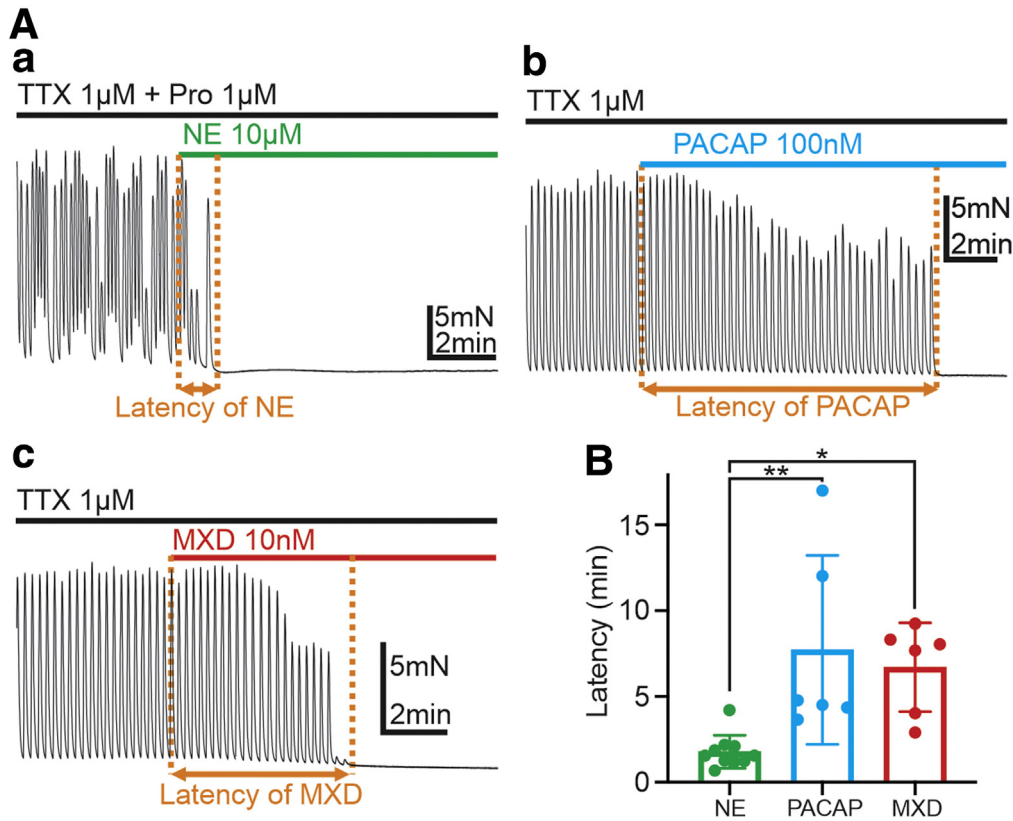 A
a
TTX 1µM + Pro 1µM
NE 10µM
5mN
2min
Latency of NE
b
TTX 1µM
PACAP 100nM
5mN
2min
Latency of PACAP
c
TTX 1µM
MXD 10nM
5mN
2min
Latency of MXD
B
*
**
Latency (min)
15
10
5
0
NE PACAP MXD